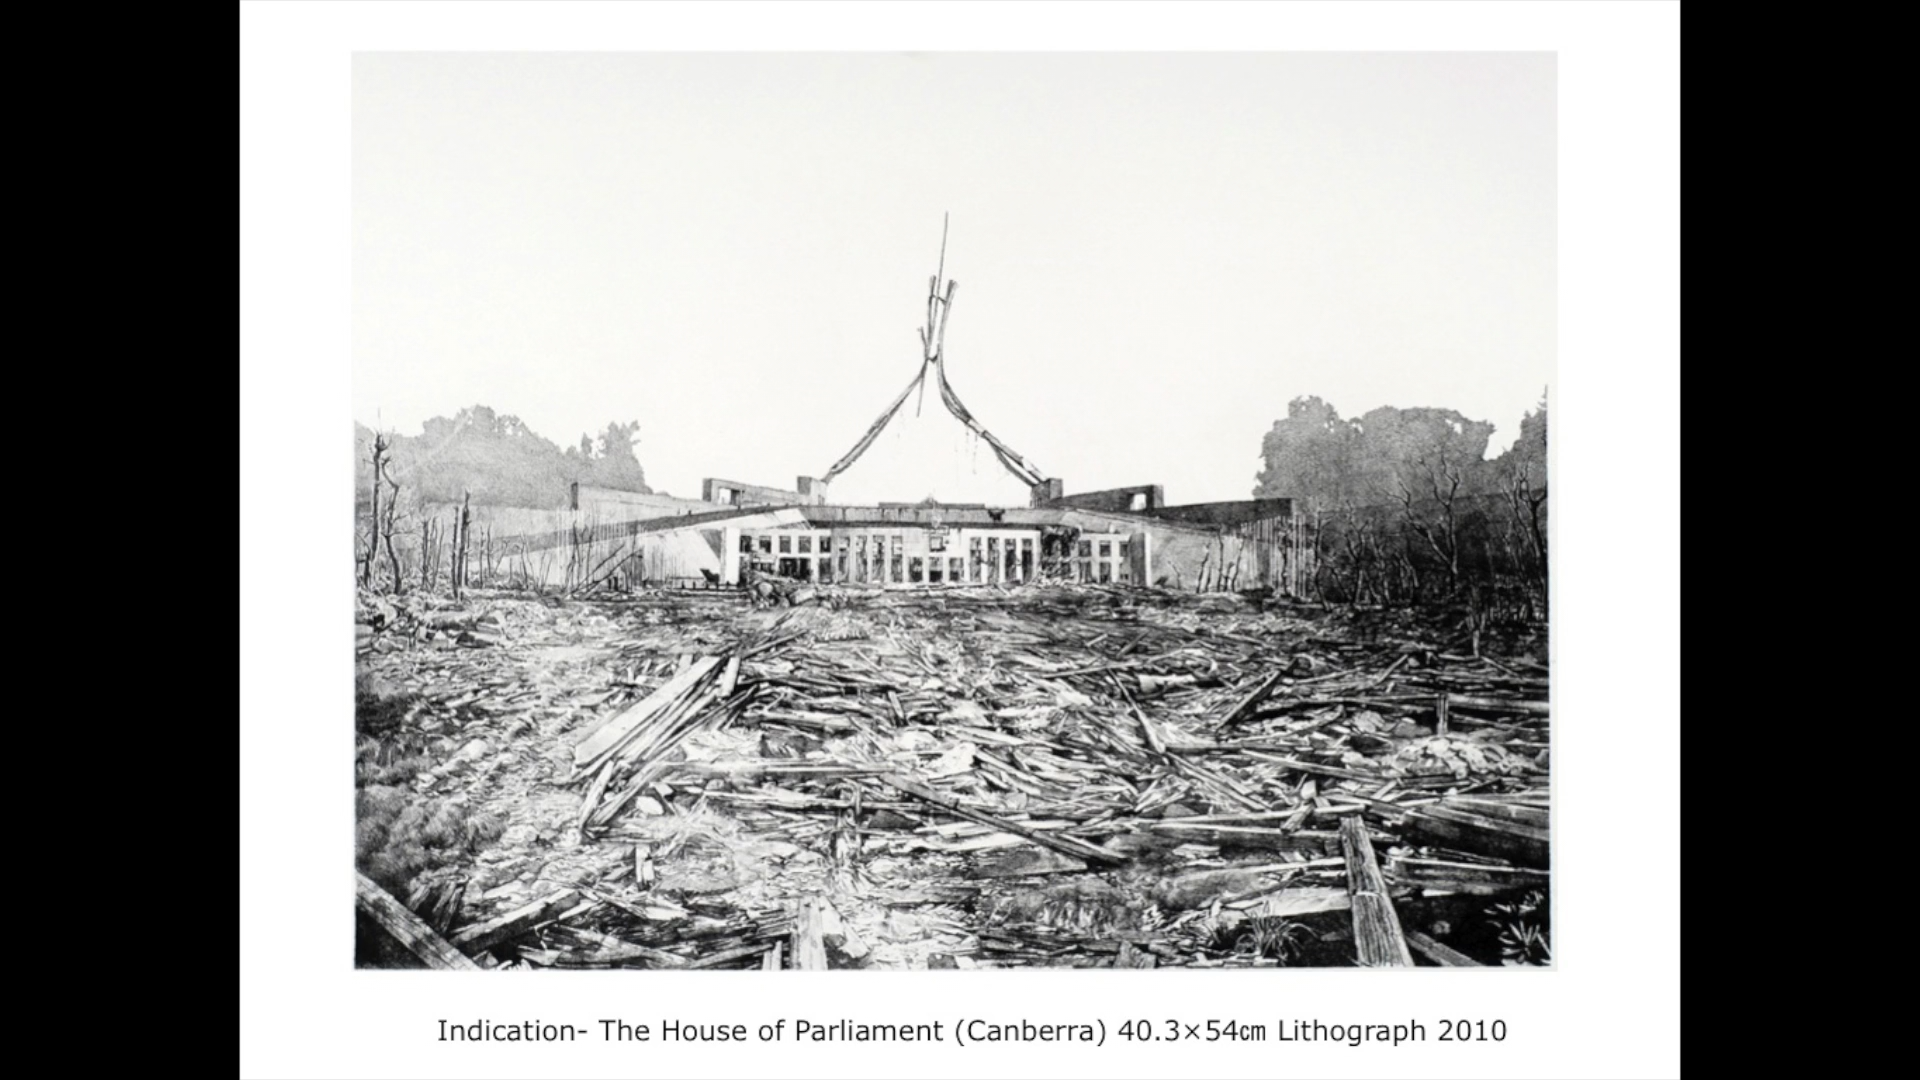 Indication- The House of Parliament (Canberra) 40.3×54㎝ Lithograph 2010